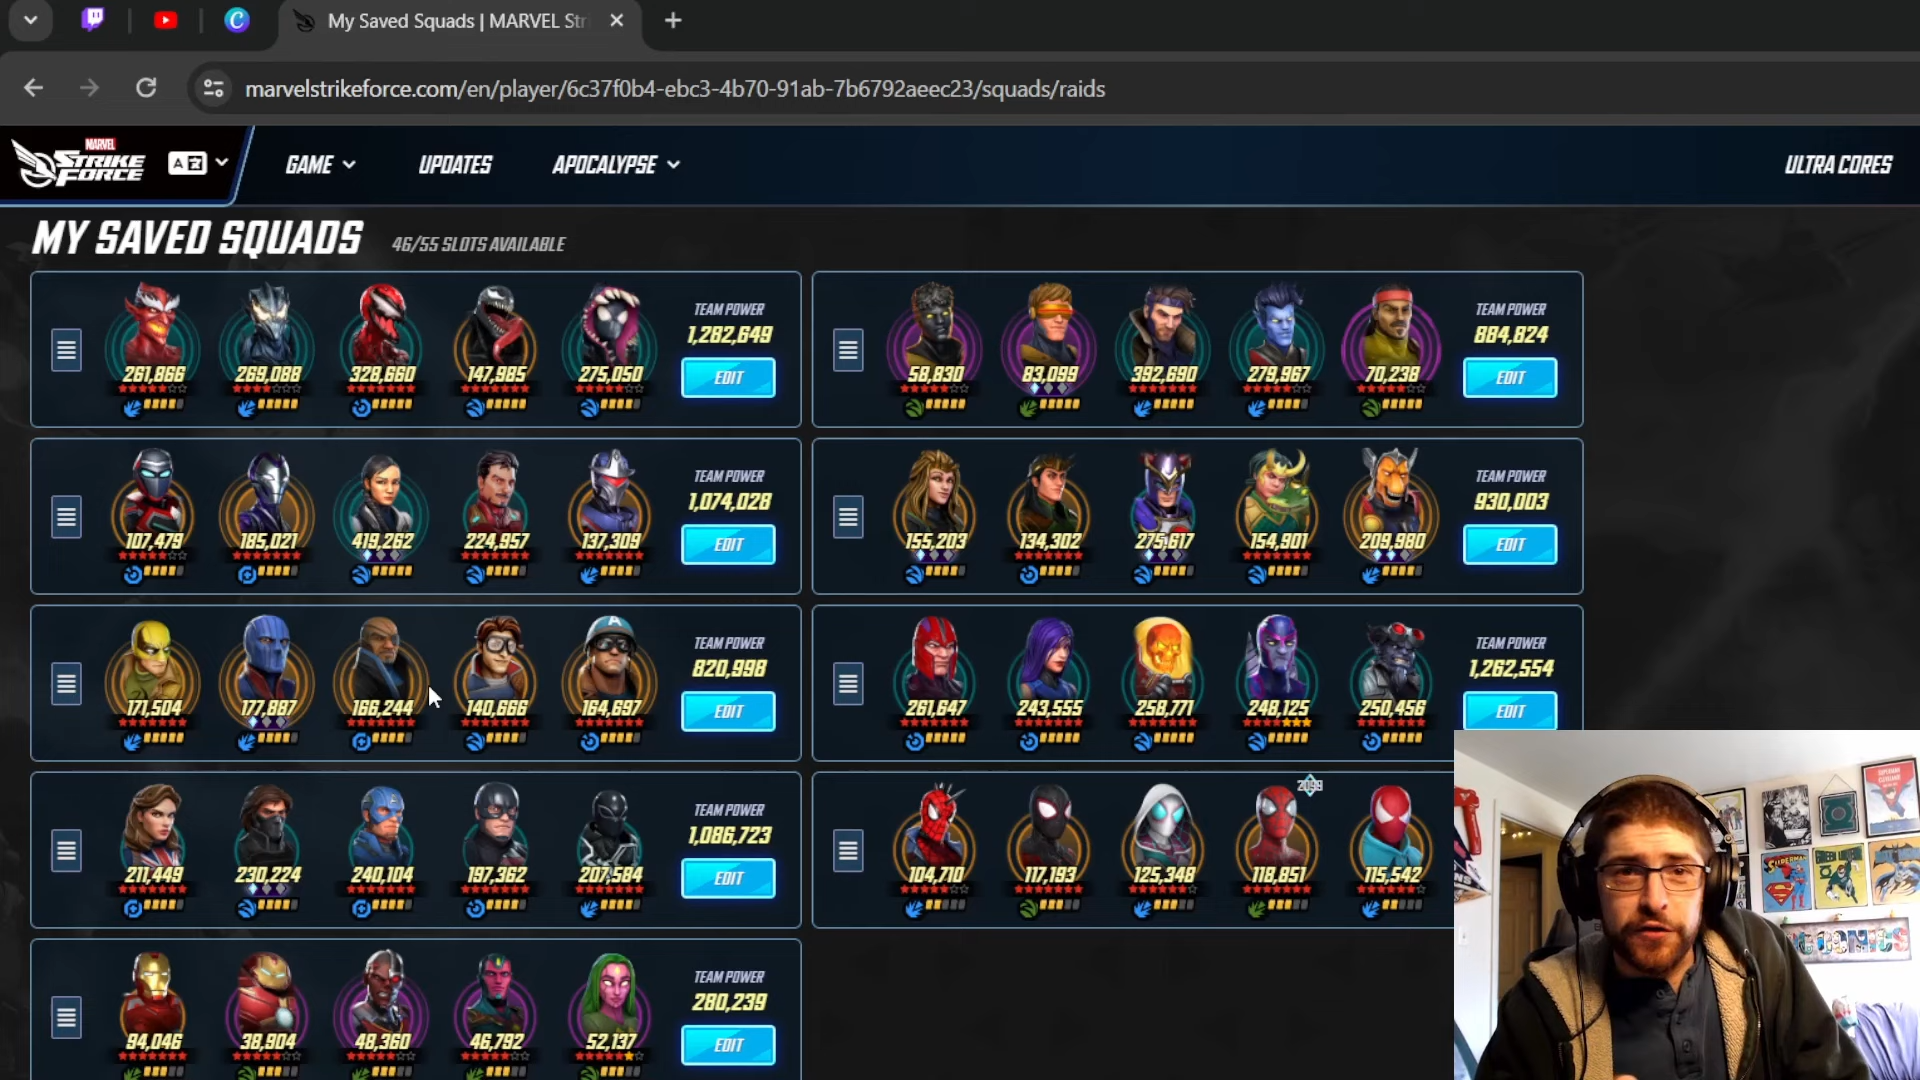 My Saved Squads | MARVEL Str
marvelstrikeforce.com/en/player/6c37f0b4-ebc3-4b70-91ab-7b6792aeec23/squads/raids
MARVEL
STRIKE
FORCE
GAME
UPDATES
APOCALYPSE
ULTRA CORES
MY SAVED SQUADS
46/55 SLOTS AVAILABLE
261,866 269,088 328,660 147,985 275,050
TEAM POWER
1,282,649
EDIT
58,830 83,099 392,690 279,967 70,238
TEAM POWER
884,824
EDIT
107,479 185,021 419,262 224,957 137,309
TEAM POWER
1,074,028
EDIT
155,203 134,302 275,617 154,901 209,980
TEAM POWER
930,003
EDIT
171,504 177,887 166,244 140,666 164,697
TEAM POWER
820,998
EDIT
261,647 243,555 258,771 248,125 250,456
TEAM POWER
1,262,554
EDIT
211,449 230,224 240,104 197,362 207,584
TEAM POWER
1,086,723
EDIT
2099
104,710 117,193 125,348 118,851 115,542
94,046 38,904 48,360 46,792 52,137
TEAM POWER
280,239
EDIT
SUPERMAN
COMICS